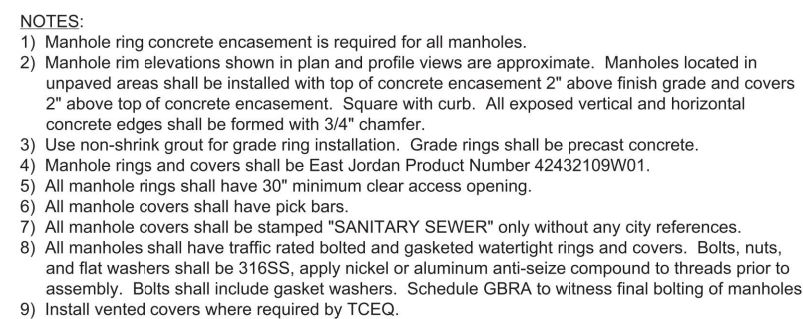 NOTES:
1) Manhole ring concrete encasement is required for all manholes.
2) Manhole rim elevations shown in plan and profile views are approximate. Manholes located in
unpaved areas shall be installed with top of concrete encasement 2" above finish grade and covers
2" above top of concrete encasement. Square with curb. All exposed vertical and horizontal
concrete edges shall be formed with 3/4" chamfer.
3) Use non-shrink grout for grade ring installation. Grade rings shall be precast concrete.
4) Manhole rings and covers shall be East Jordan Product Number 42432109W01.
5) All manhole rings shall have 30" minimum clear access opening.
6) All manhole covers shall have pick bars.
7) All manhole covers shall be stamped "SANITARY SEWER" only without any city references.
8) All manholes shall have traffic rated bolted and gasketed watertight rings and covers. Bolts, nuts,
and flat washers shall be 316SS, apply nickel or aluminum anti-seize compound to threads prior to
assembly. Bolts shall include gasket washers. Schedule GBRA to witness final bolting of manholes
9) Install vented covers where required by TCEQ.